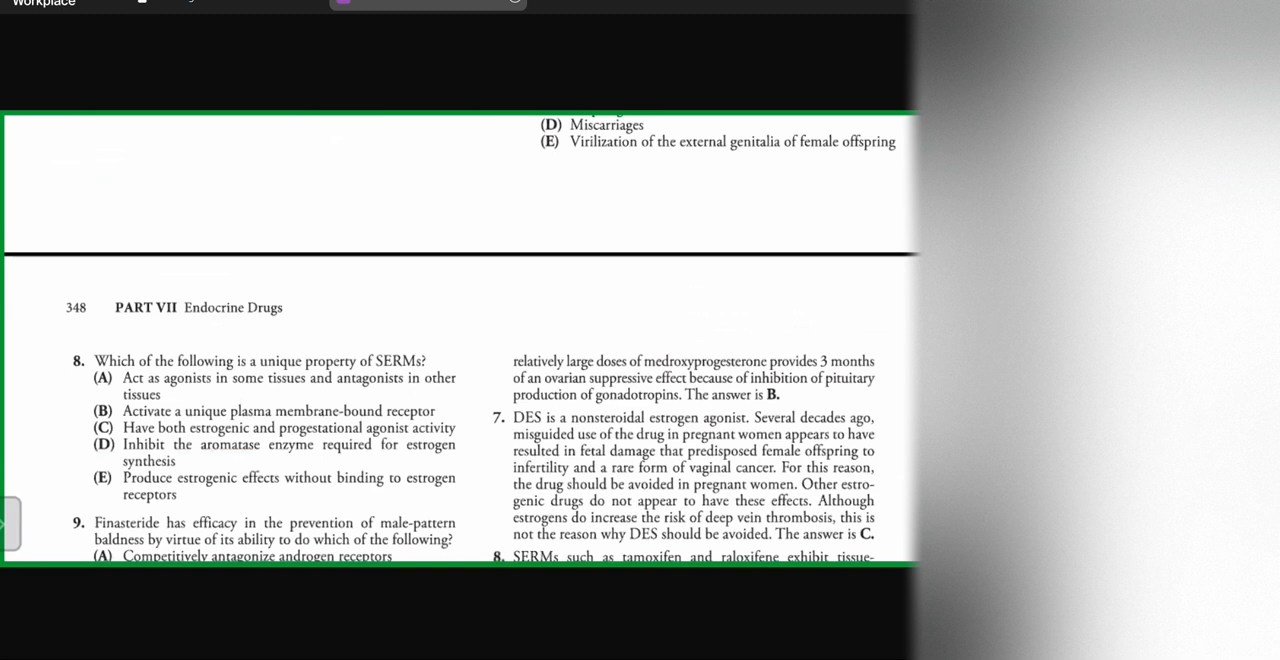 Workplace
(D) Miscarriages
(E) Virilization of the external genitalia of female offspring
348 PART VII Endocrine Drugs
8. Which of the following is a unique property of SERMs?
(A) Act as agonists in some tissues and antagonists in other
tissues
(B) Activate a unique plasma membrane-bound receptor
(C) Have both estrogenic and progestational agonist activity
(D) Inhibit the aromatase enzyme required for estrogen
synthesis
(E) Produce estrogenic effects without binding to estrogen
receptors
9. Finasteride has efficacy in the prevention of male-pattern
baldness by virtue of its ability to do which of the following?
(A) Competitively antagonize androgen receptors
relatively large doses of medroxyprogesterone provides 3 months
of an ovarian suppressive effect because of inhibition of pituitary
production of gonadotropins. The answer is B.
7. DES is a nonsteroidal estrogen agonist. Several decades ago,
misguided use of the drug in pregnant women appears to have
resulted in fetal damage that predisposed female offspring to
infertility and a rare form of vaginal cancer. For this reason,
the drug should be avoided in pregnant women. Other estro-
genic drugs do not appear to have these effects. Although
estrogens do increase the risk of deep vein thrombosis, this is
not the reason why DES should be avoided. The answer is C.
8. SERMs such as tamoxifen and raloxifene exhibit tissue-